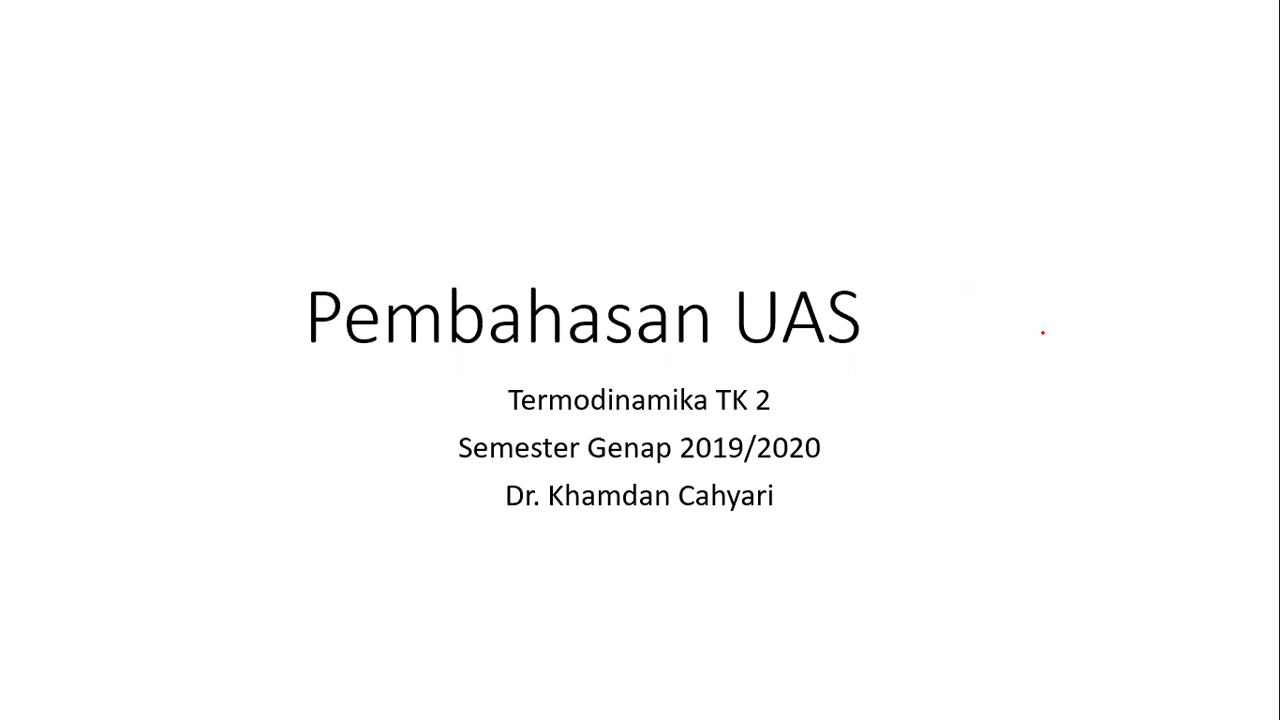 Pembahasan UAS
Termodinamika TK 2
Semester Genap 2019/2020
Dr. Khamdan Cahyari